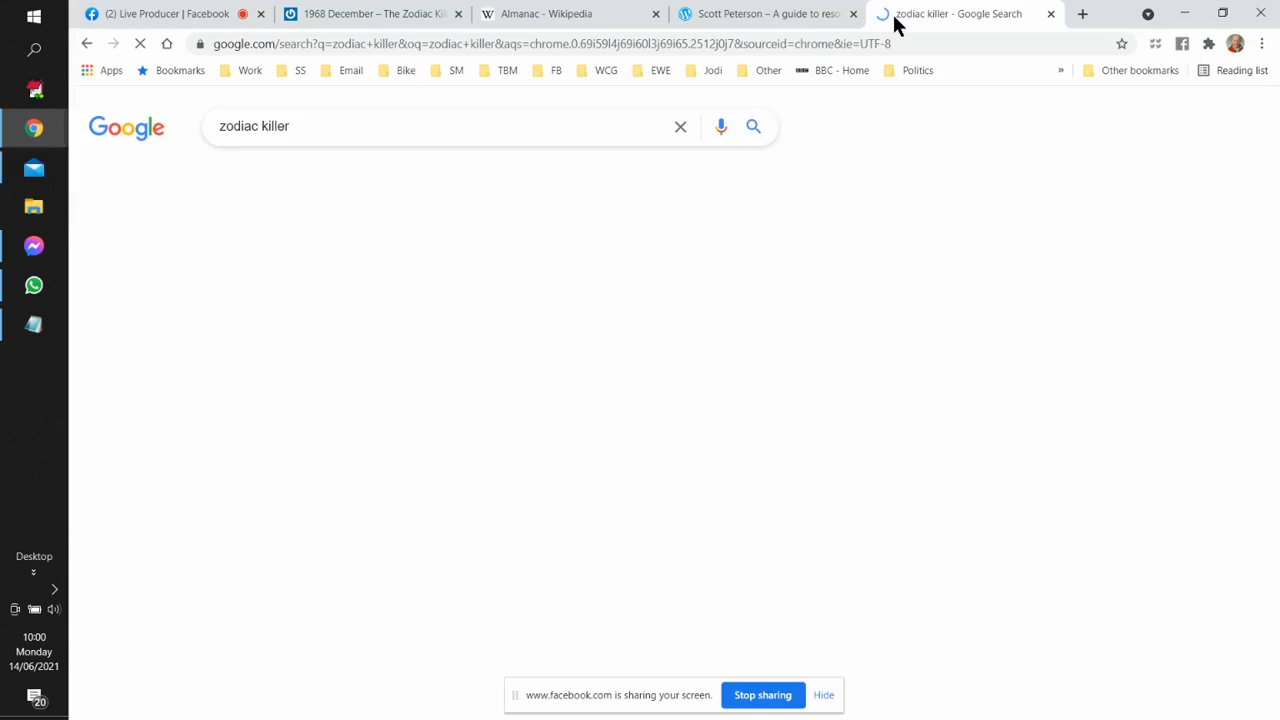 (2) Live Producer | Facebook
1968 December – The Zodiac Kil
Almanac - Wikipedia
Scott Peterson – A guide to reso
zodiac killer - Google Search
google.com/search?q=zodiac+killer&oq=zodiac+killer&aqs=chrome.0.69i59l4j69i60l3j69i65.2512j0j7&sourceid=chrome&ie=UTF-8
Apps Bookmarks Work SS Email Bike SM TBM FB WCG EWE Jodi Other BBC BBC - Home Politics » Other bookmarks Reading list
Google
zodiac killer
Desktop
10:00
Monday
14/06/2021
20
www.facebook.com is sharing your screen. Stop sharing Hide